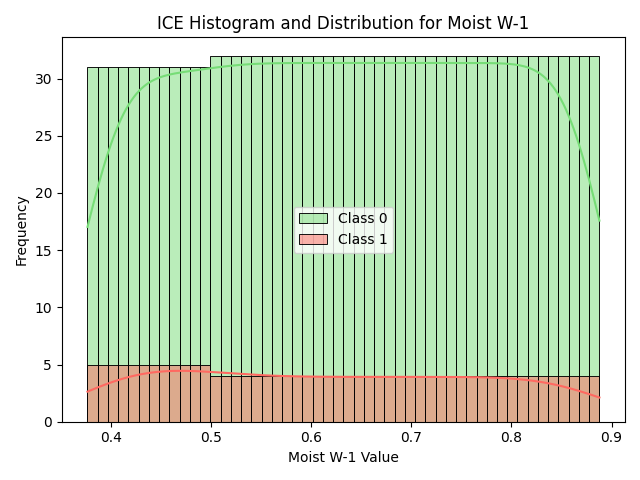 ICE Histogram and Distribution for Moist W-1
Frequency
30
25
20
15
10
5
0
Class 0
Class 1
0.4 0.5 0.6 0.7 0.8 0.9
Moist W-1 Value